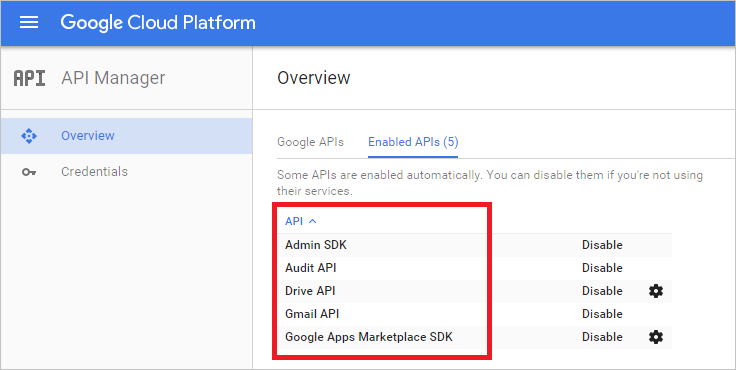 Google Cloud Platform
API API Manager
Overview
Overview
Credentials
Google APIs Enabled APIs (5)
Some APIs are enabled automatically. You can disable them if you're not using
their services.
API
Admin SDK Disable
Audit API Disable
Drive API Disable
Gmail API Disable
Google Apps Marketplace SDK Disable